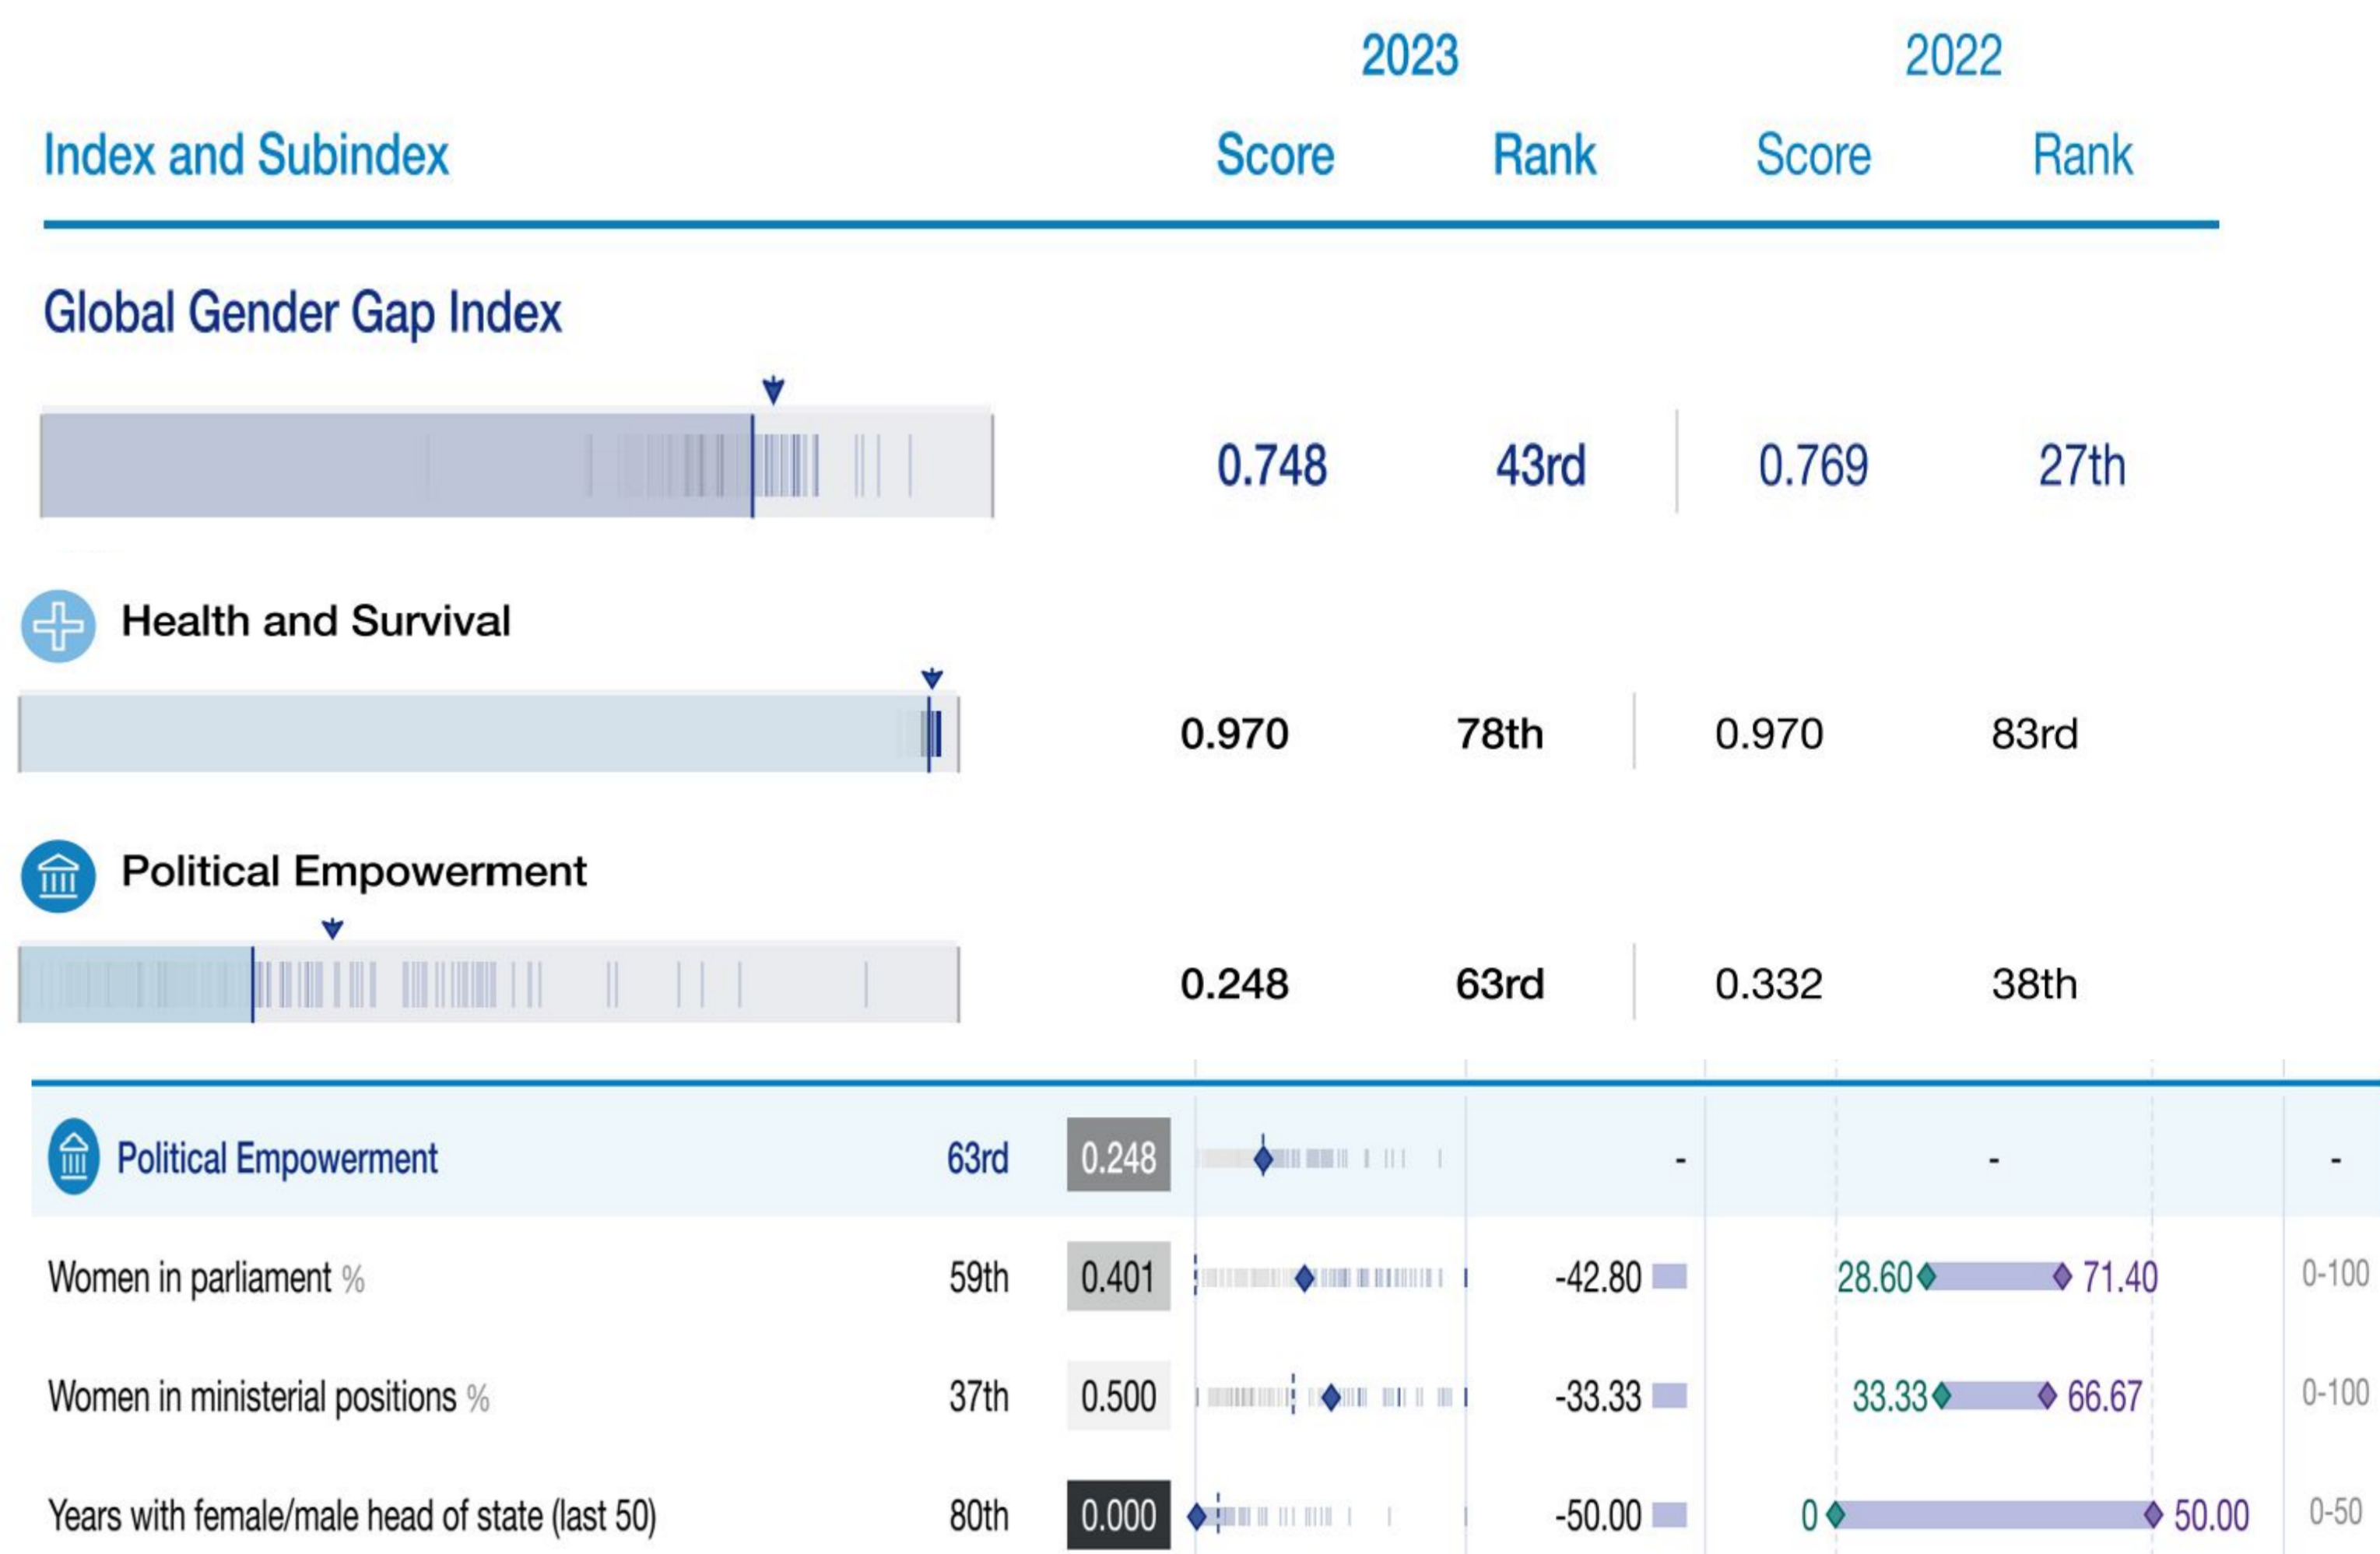 2023 2022
Index and Subindex Score Rank Score Rank
Global Gender Gap Index
0.748 43rd 0.769 27th
Health and Survival
0.970 78th 0.970 83rd
Political Empowerment
0.248 63rd 0.332 38th
Political Empowerment 63rd 0.248 - - -
Women in parliament % 59th 0.401 -42.80 28.60 71.40 0-100
Women in ministerial positions % 37th 0.500 -33.33 33.33 66.67 0-100
Years with female/male head of state (last 50) 80th 0.000 -50.00 0 50.00 0-50